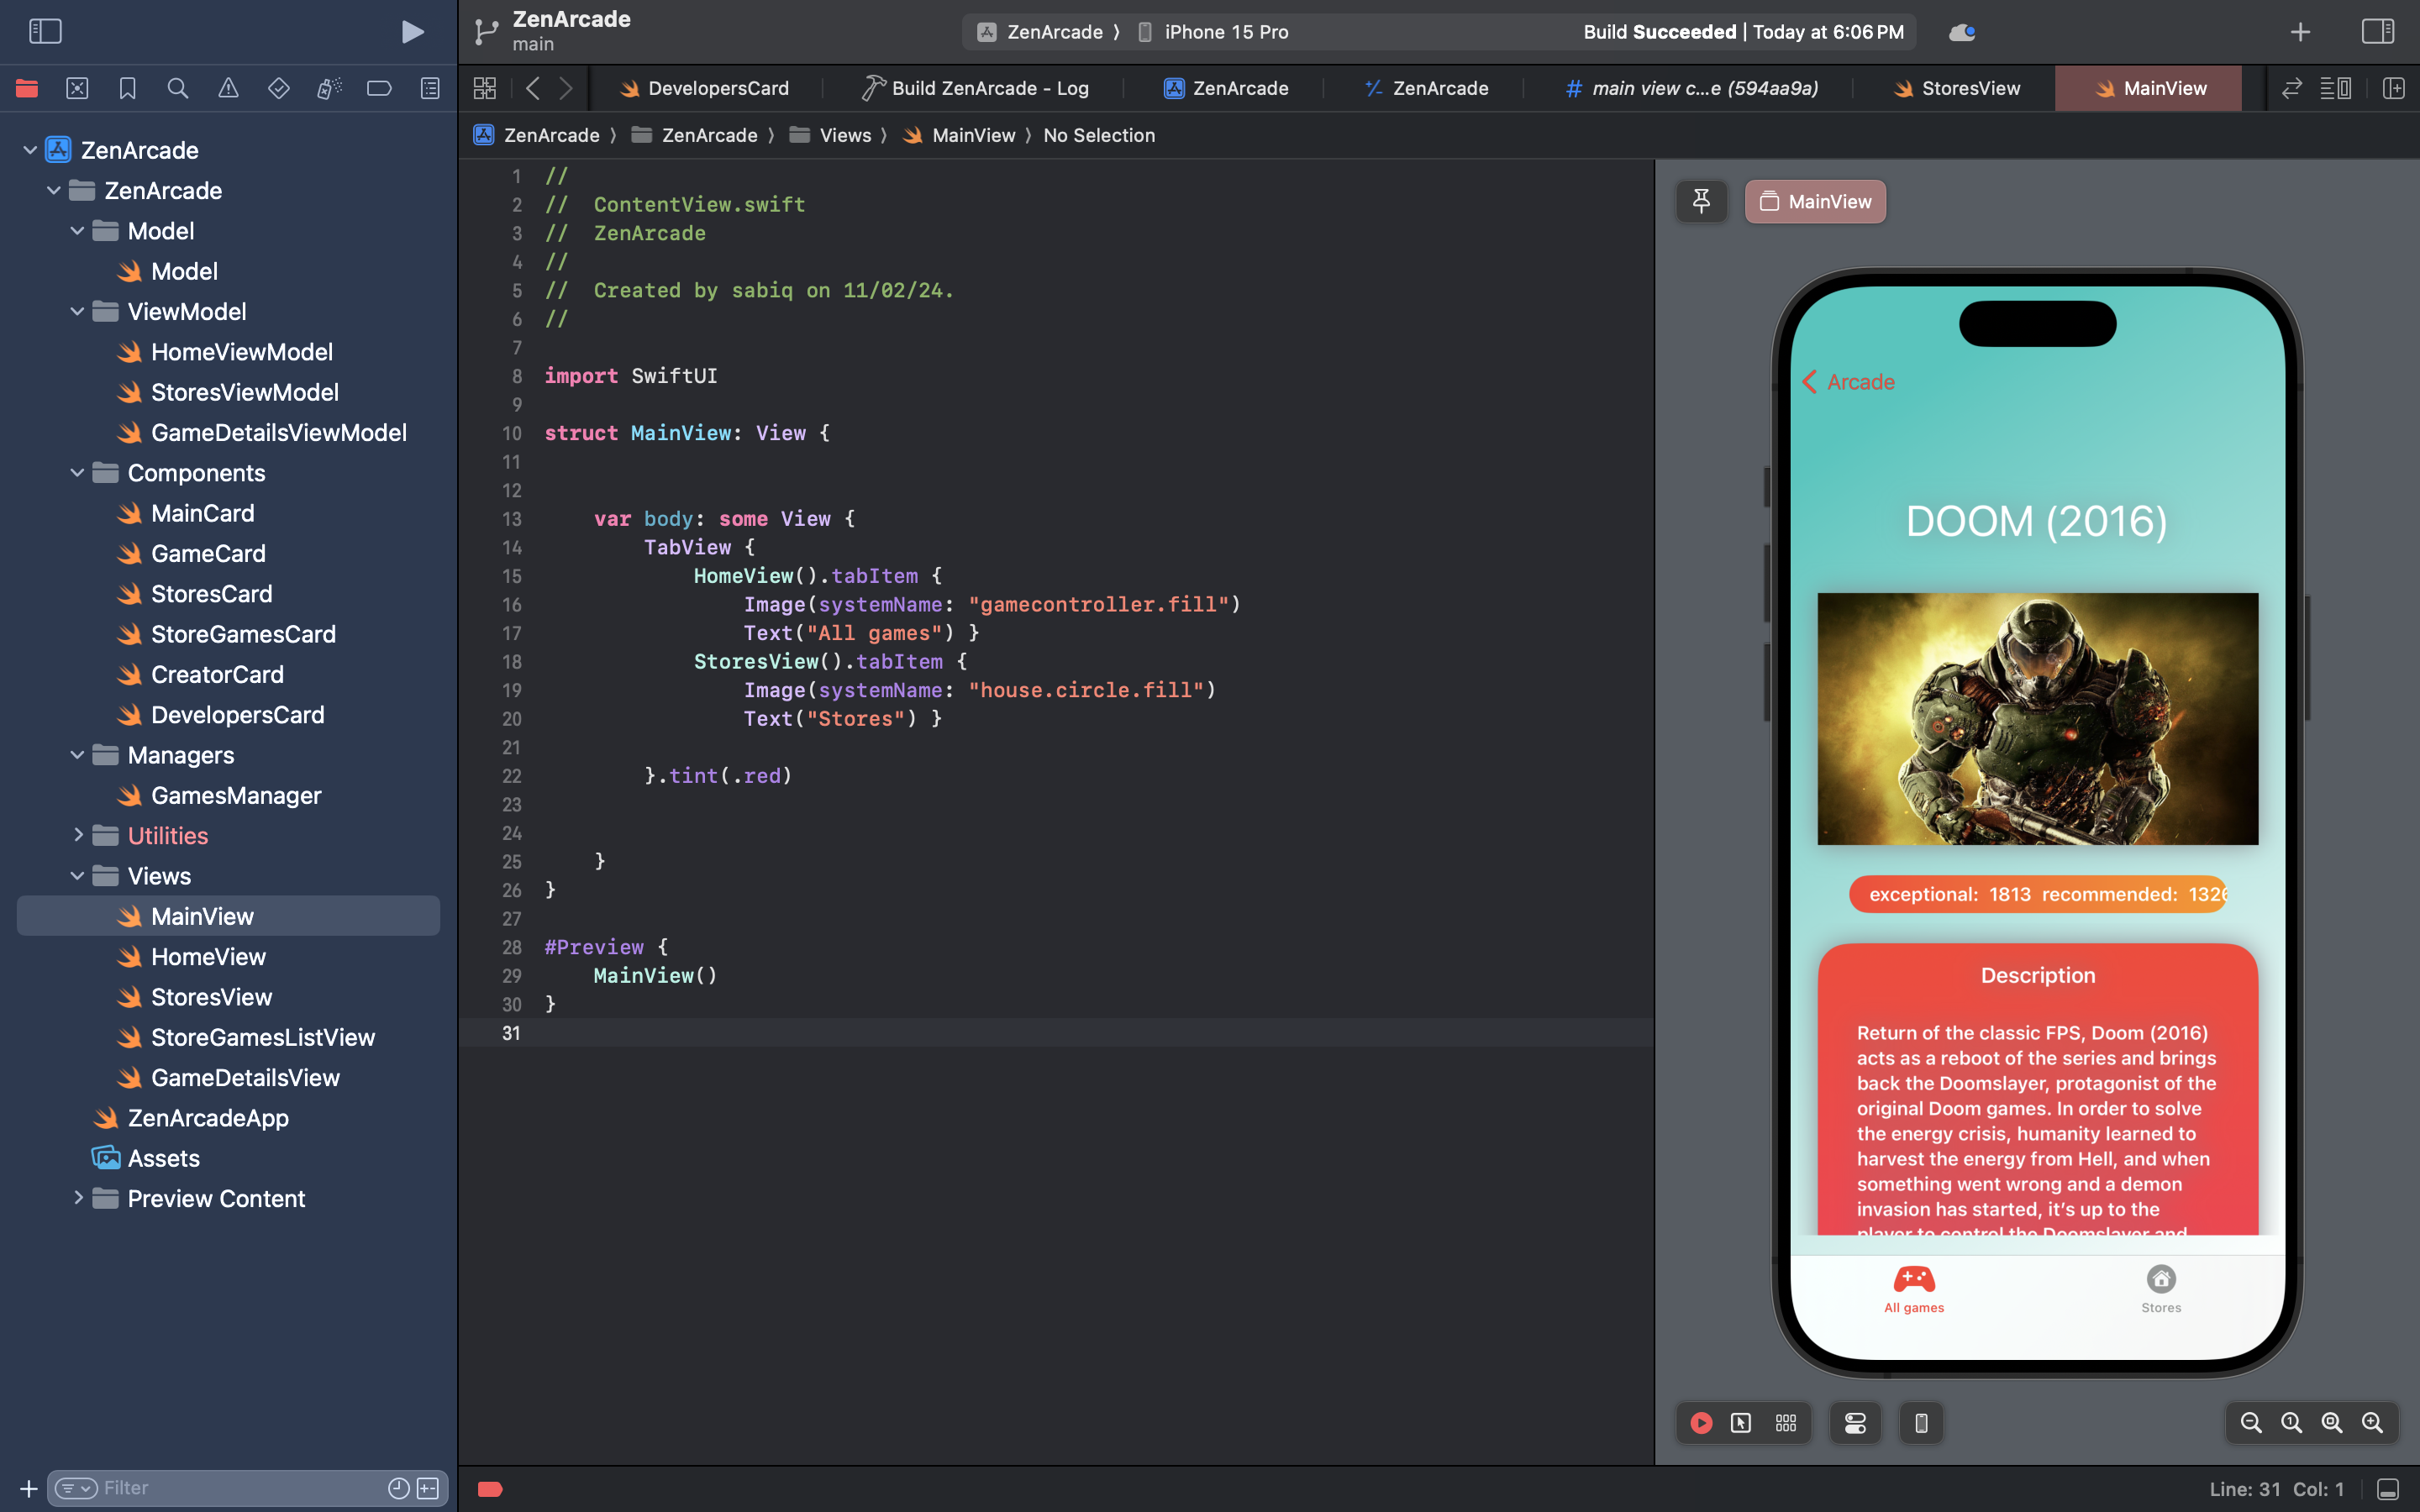 ZenArcade
main
ZenArcade 〉 iPhone 15 Pro
Build Succeeded | Today at 6:06 PM
DevelopersCard
Build ZenArcade - Log
ZenArcade
ZenArcade
main view c...e (594aa9a)
StoresView
MainView
ZenArcade 〉 ZenArcade 〉 Views 〉 MainView 〉 No Selection
ZenArcade
ZenArcade
Model
Model
ViewModel
HomeViewModel
StoresViewModel
GameDetailsViewModel
Components
MainCard
GameCard
StoresCard
StoreGamesCard
CreatorCard
DevelopersCard
Managers
GamesManager
Utilities
Views
MainView
HomeView
StoresView
StoreGamesListView
GameDetailsView
ZenArcadeApp
Assets
Preview Content
Filter
1 //
2 //  ContentView.swift
3 //  ZenArcade
4 //
5 //  Created by sabiq on 11/02/24.
6 //
7
8 import SwiftUI
9
10 struct MainView: View {
11
12
13     var body: some View {
14         TabView {
15             HomeView().tabItem {
16                 Image(systemName: "gamecontroller.fill")
17                 Text("All games") }
18             StoresView().tabItem {
19                 Image(systemName: "house.circle.fill")
20                 Text("Stores") }
21
22         }.tint(.red)
23
24
25     }
26 }
27
28 #Preview {
29     MainView()
30 }
31
MainView
Arcade
DOOM (2016)
exceptional: 1813 recommended: 1326
Description
Return of the classic FPS, Doom (2016)
acts as a reboot of the series and brings
back the Doomslayer, protagonist of the
original Doom games. In order to solve
the energy crisis, humanity learned to
harvest the energy from Hell, and when
something went wrong and a demon
invasion has started, it's up to the
player to control the Doomslayer and
All games
Stores
Line: 31 Col: 1